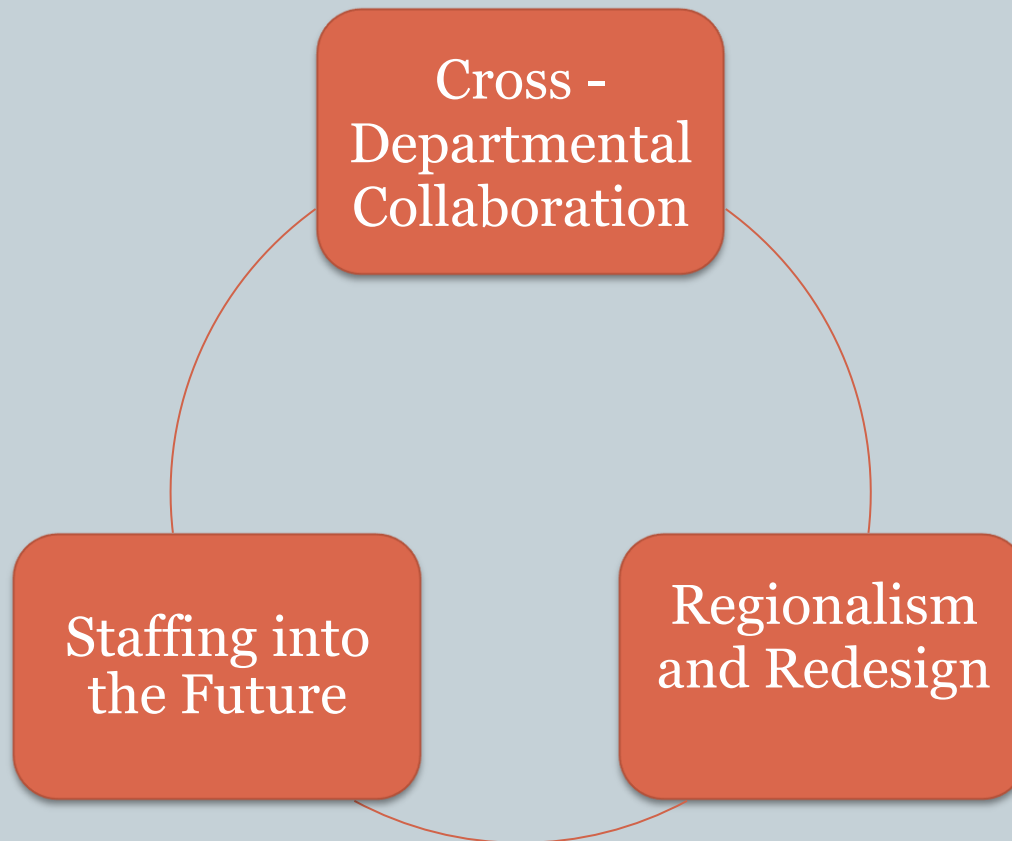 Cross -
Departmental
Collaboration
Staffing into
the Future
Regionalism
and Redesign